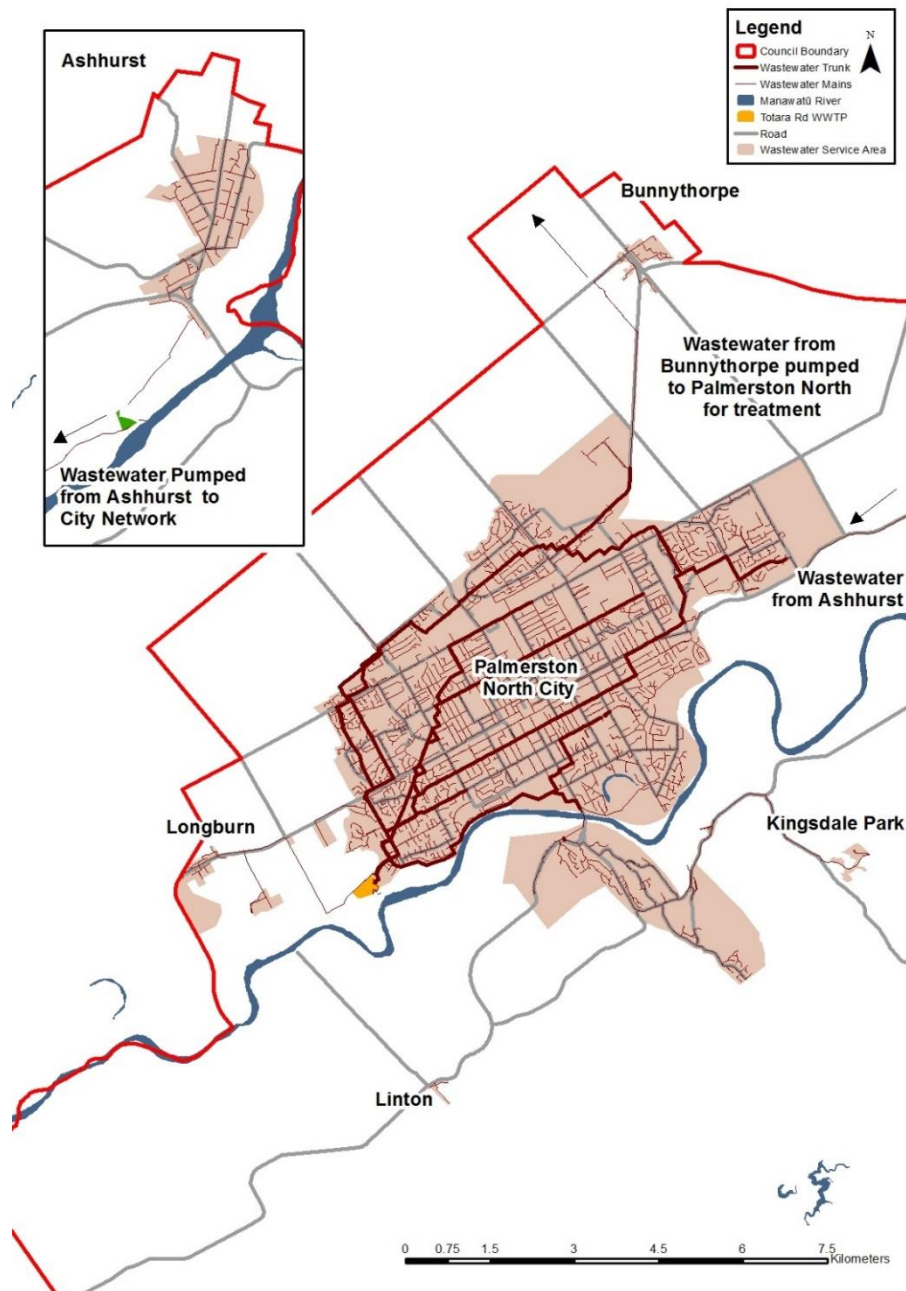 Ashhurst
Wastewater Pumped
from Ashhurst to
City Network
Legend
N
Council Boundary
Wastewater Trunk
Wastewater Mains
Manawatū River
Totara Rd WWTP
Road
Wastewater Service Area
Bunnythorpe
Wastewater from
Bunnythorpe pumped
to Palmerston North
for treatment
Wastewater
from Ashhurst
Palmerston
North City
Longburn
Kingsdale Park
Linton
0 0.75 1.5 3 4.5 6 7.5
Kilometers